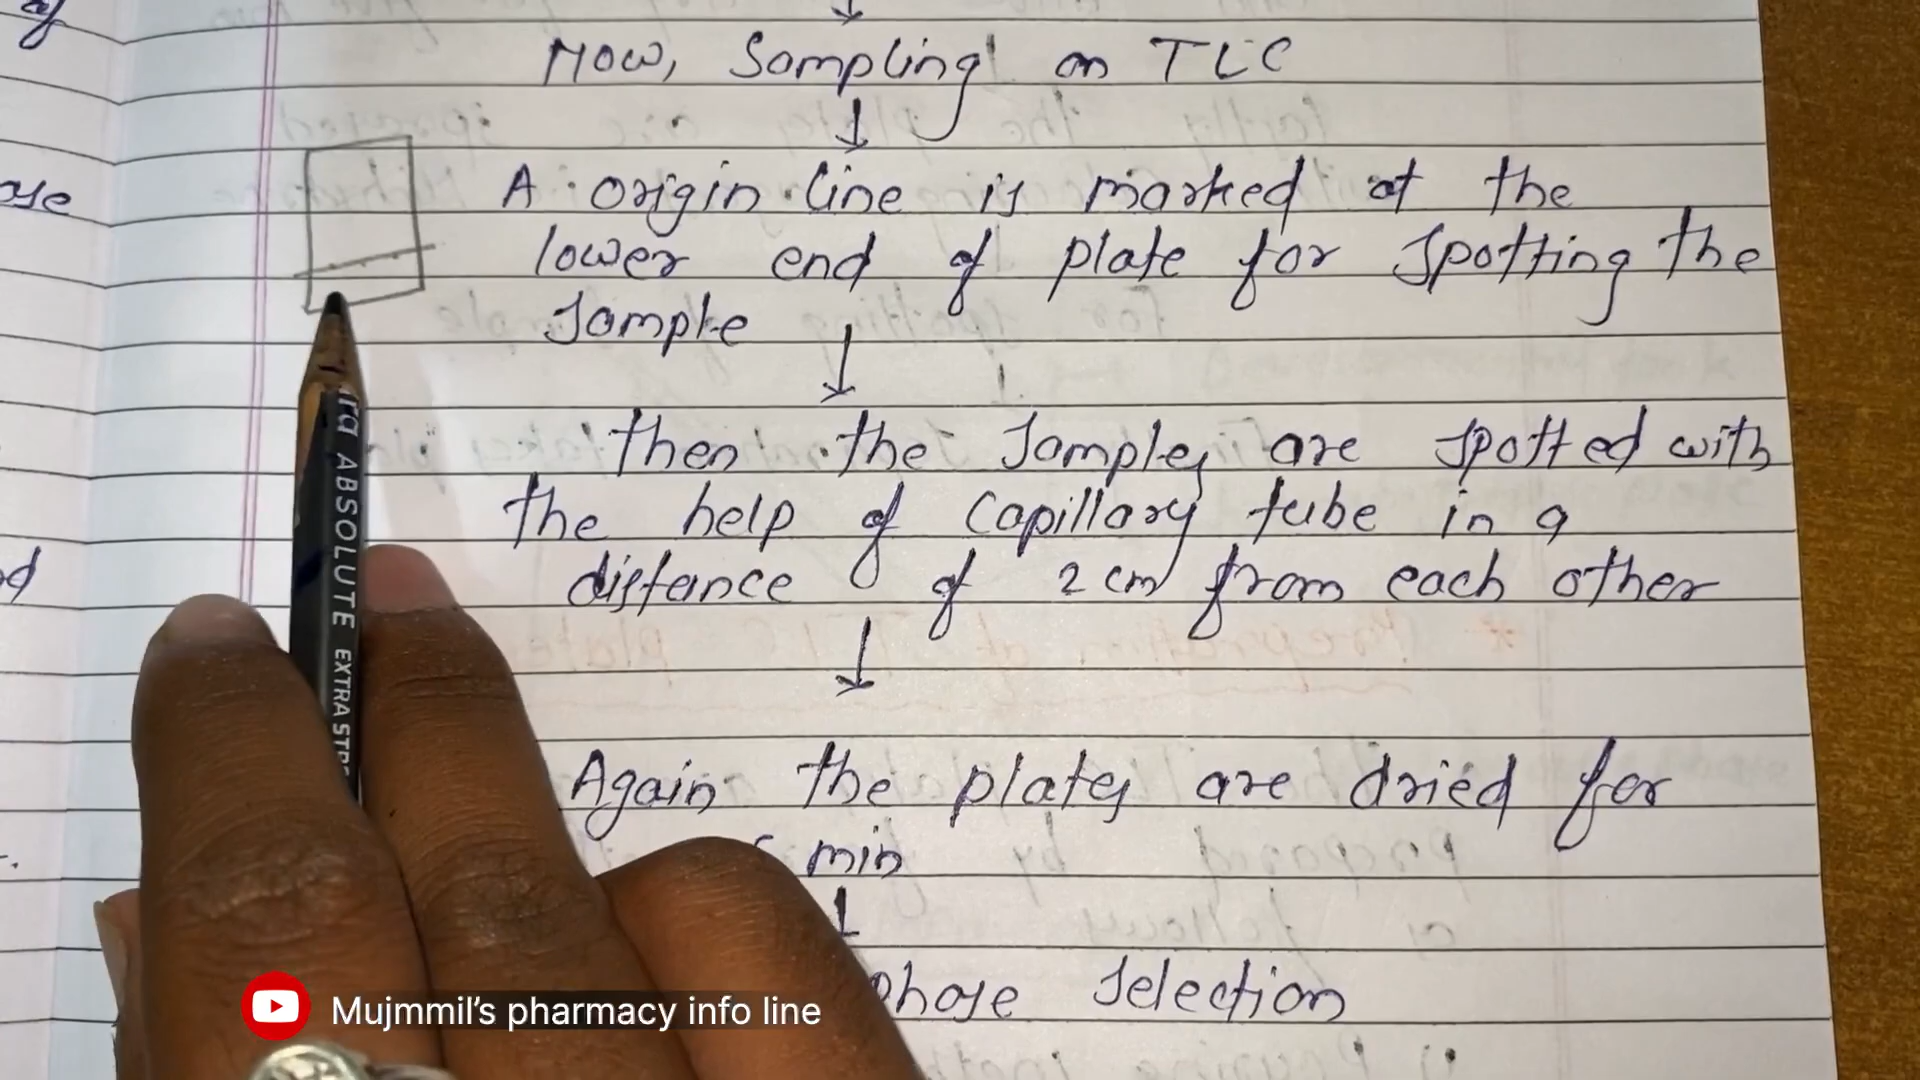 Now, Sampling on TLC
A origin line is marked at the
lower end of plate for spotting the
sample
then the samples are spotted with
the help of capillary tube in a
distance of 2 cm from each other
Again the plates are dried for
min
phase selection
ABSOLUTE EXTRA
Mujmmil's pharmacy info line